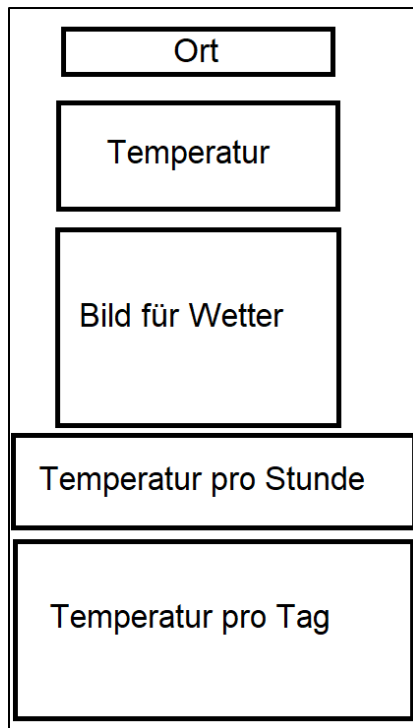 Ort
Temperatur
Bild für Wetter
Temperatur pro Stunde
Temperatur pro Tag